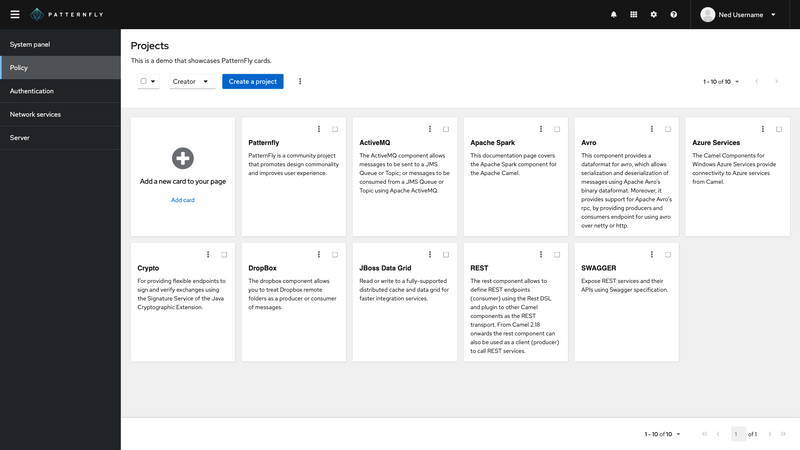 PATTERNFLY
Ned Username
System panel
Policy
Authentication
Network services
Server
Projects
This is a demo that showcases PatternFly cards.
Creator
Create a project
1 - 10 of 10
Add a new card to your page
Add card
Patternfly
PatternFly is a community project
that promotes design commonality
and improves user experience.
ActiveMQ
The ActiveMQ component allows
messages to be sent to a JMS
Queue or Topic; or messages to be
consumed from a JMS Queue or
Topic using Apache ActiveMQ.
Apache Spark
This documentation page covers
the Apache Spark component for
the Apache Camel.
Avro
This component provides a
dataformat for avro, which allows
serialization and deserialization of
messages using Apache Avro's
binary dataformat. Moreover, it
provides support for Apache Avro's
rpc, by providing producers and
consumers endpoint for using avro
over netty or http.
Azure Services
The Camel Components for
Windows Azure Services provide
connectivity to Azure services
from Camel.
Crypto
For providing flexible endpoints to
sign and verify exchanges using
the Signature Service of the Java
Cryptographic Extension.
DropBox
The dropbox component allows
you to treat Dropbox remote
folders as a producer or consumer
of messages.
JBoss Data Grid
Read or write to a fully-supported
distributed cache and data grid for
faster integration services.
REST
The rest component allows to
define REST endpoints
(consumer) using the Rest DSL
and plugin to other Camel
components as the REST
transport. From Camel 2.18
onwards the rest component can
also be used as a client (producer)
to call REST services.
SWAGGER
Expose REST services and their
APIs using Swagger specification.
1 - 10 of 10
1 of 1